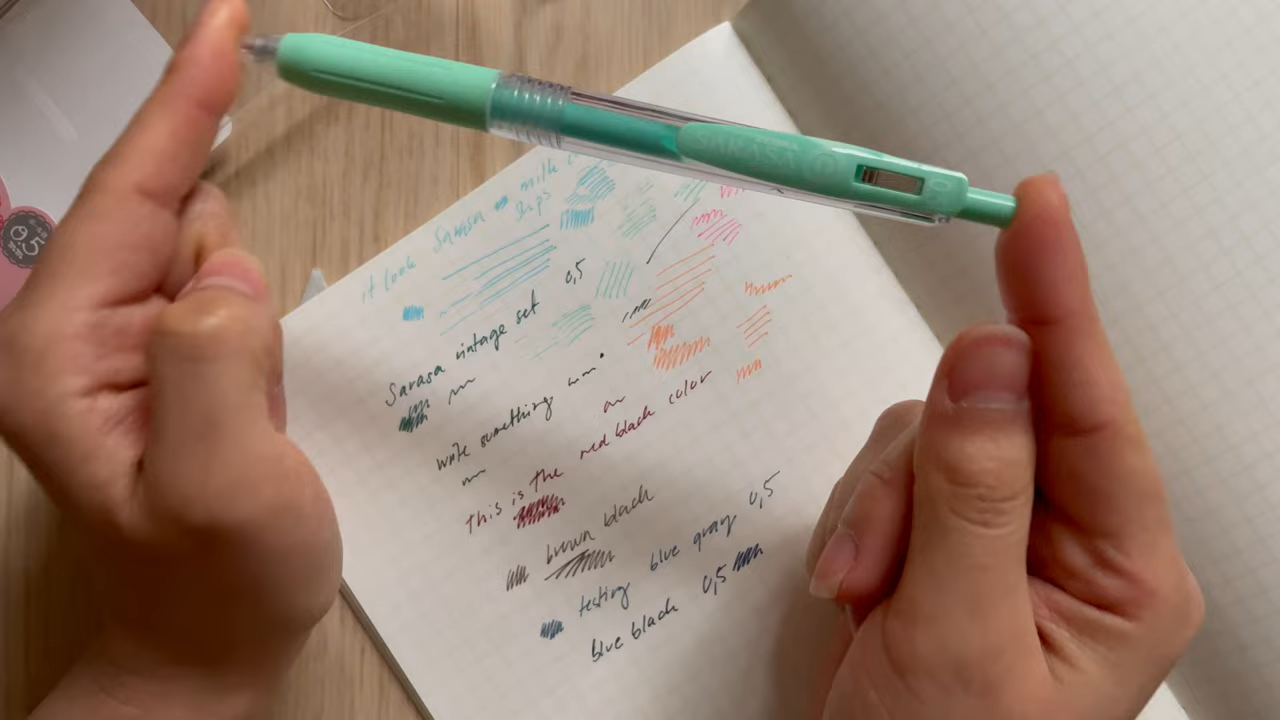 it look Sarasa milk
0,5
Sarasa vintage set 0,5
write something
this is the red black color
brown black
testing blue gray 0,5
blue black 0,5